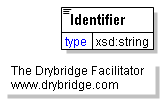 Identifier
type xsd:string
The Drybridge Facilitator
www.drybridge.com